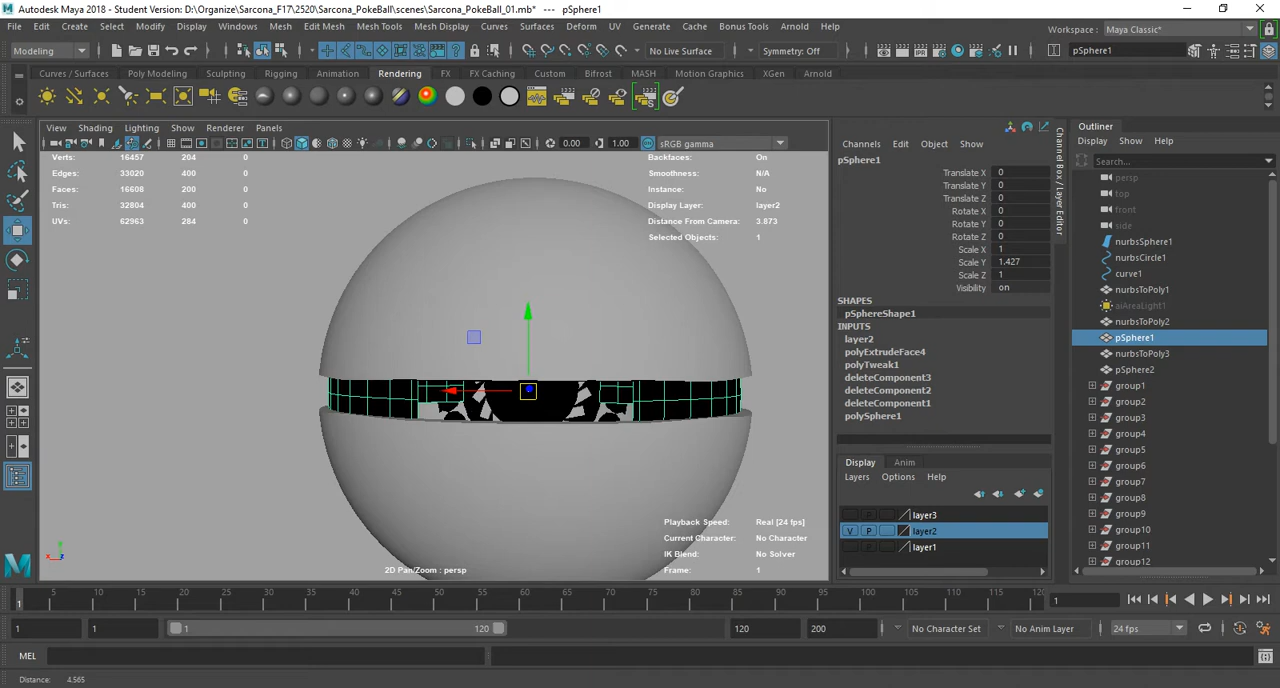 Autodesk Maya 2018 - Student Version: D:\Organize\Sarcona_F17\2520\Sarcona_PokeBall\scenes\Sarcona_PokeBall_01.mb* --- pSphere1
File Edit Create Select Modify Display Windows Mesh Edit Mesh Mesh Tools Mesh Display Curves Surfaces Deform UV Generate Cache Arnold Help
Workspace : Maya Classic*
Modeling No Live Surface Symmetry: Off pSphere1
Curves / Surfaces Poly Modeling Sculpting Rigging Animation Rendering FX FX Caching Custom Bifrost MASH Motion Graphics XGen Arnold
View Shading Lighting Show Renderer Panels
0.00 1.00 sRGB gamma
Verts: 16457 204 0
Edges: 33020 400 0
Faces: 16608 200 0
Tris: 32804 400 0
UVs: 62963 284 0
Backfaces: On
Smoothness: N/A
Instance: No
Display Layer: layer2
Distance From Camera: 3.873
Selected Objects: 1
Playback Speed: Real [24 fps]
Current Character: No Character
IK Blend: No Solver
Frame: 1
2D Pan/Zoom : persp
Channels Edit Object Show
pSphere1
Translate X 0
Translate Y 0
Translate Z 0
Rotate X 0
Rotate Y 0
Rotate Z 0
Scale X 1
Scale Y 1.427
Scale Z 1
Visibility on
SHAPES
pSphereShape1
INPUTS
layer2
polyExtrudeFace4
polyTweak1
deleteComponent3
deleteComponent2
deleteComponent1
polySphere1
Display Anim
Layers Options Help
layer3
V P layer2
layer1
Channel Box / Layer Editor
Outliner
Display Show Help
Search...
persp
top
front
side
nurbsSphere1
nurbsCircle1
curve1
nurbsToPoly1
aiAreaLight1
nurbsToPoly2
pSphere1
nurbsToPoly3
pSphere2
group1
group2
group3
group4
group5
group6
group7
group8
group9
group10
group11
group12
1 5 10 15 20 25 30 35 40 45 50 55 60 65 70 75 80 85 90 95 100 105 110 115 12 1
1 1 1 120 120 200 No Character Set No Anim Layer 24 fps
MEL
Distance: 4.565